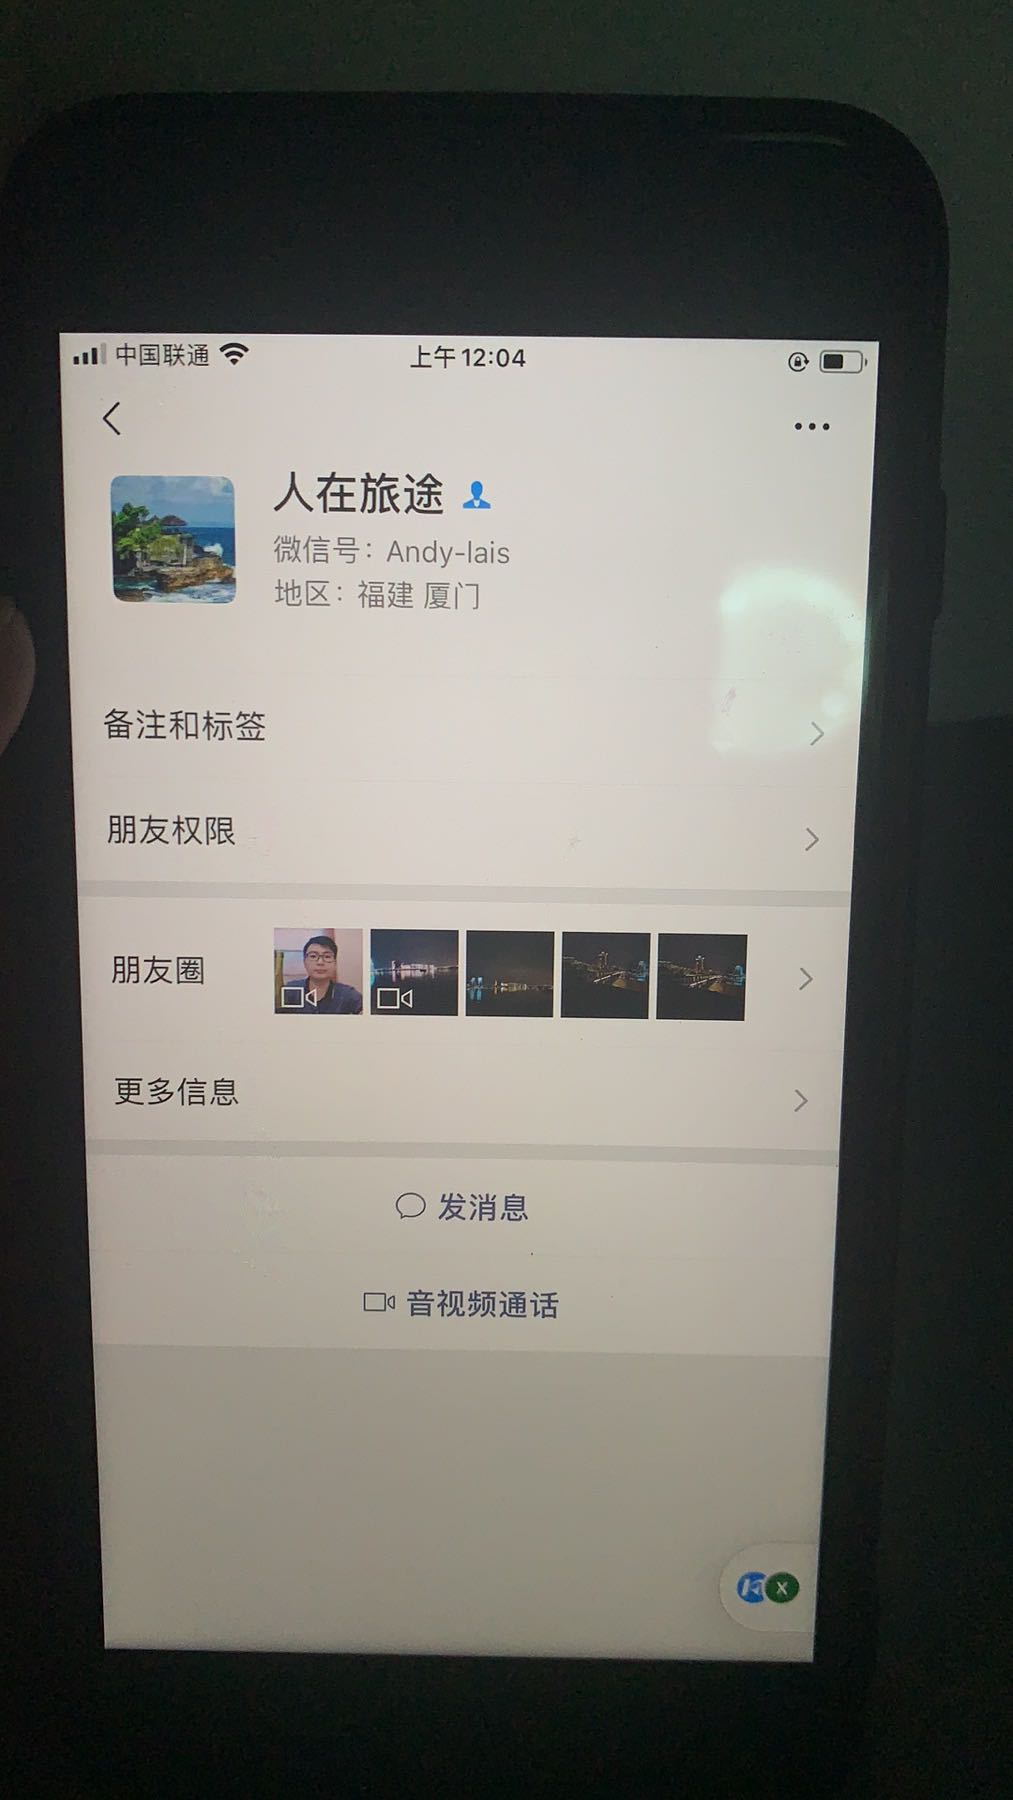 中国联通
上午12:04
人在旅途
微信号：Andy-lais
地区：福建 厦门
备注和标签
朋友权限
朋友圈
更多信息
发消息
音视频通话
X